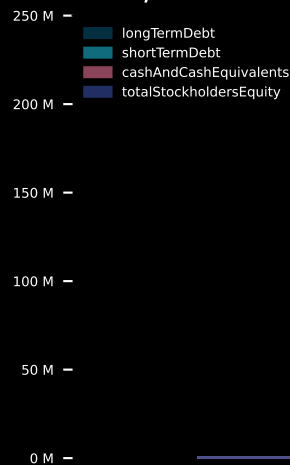 250 M
longTermDebt
shortTermDebt
cashAndCashEquivalents
totalStockholdersEquity
200 M
150 M
100 M
50 M
0 M